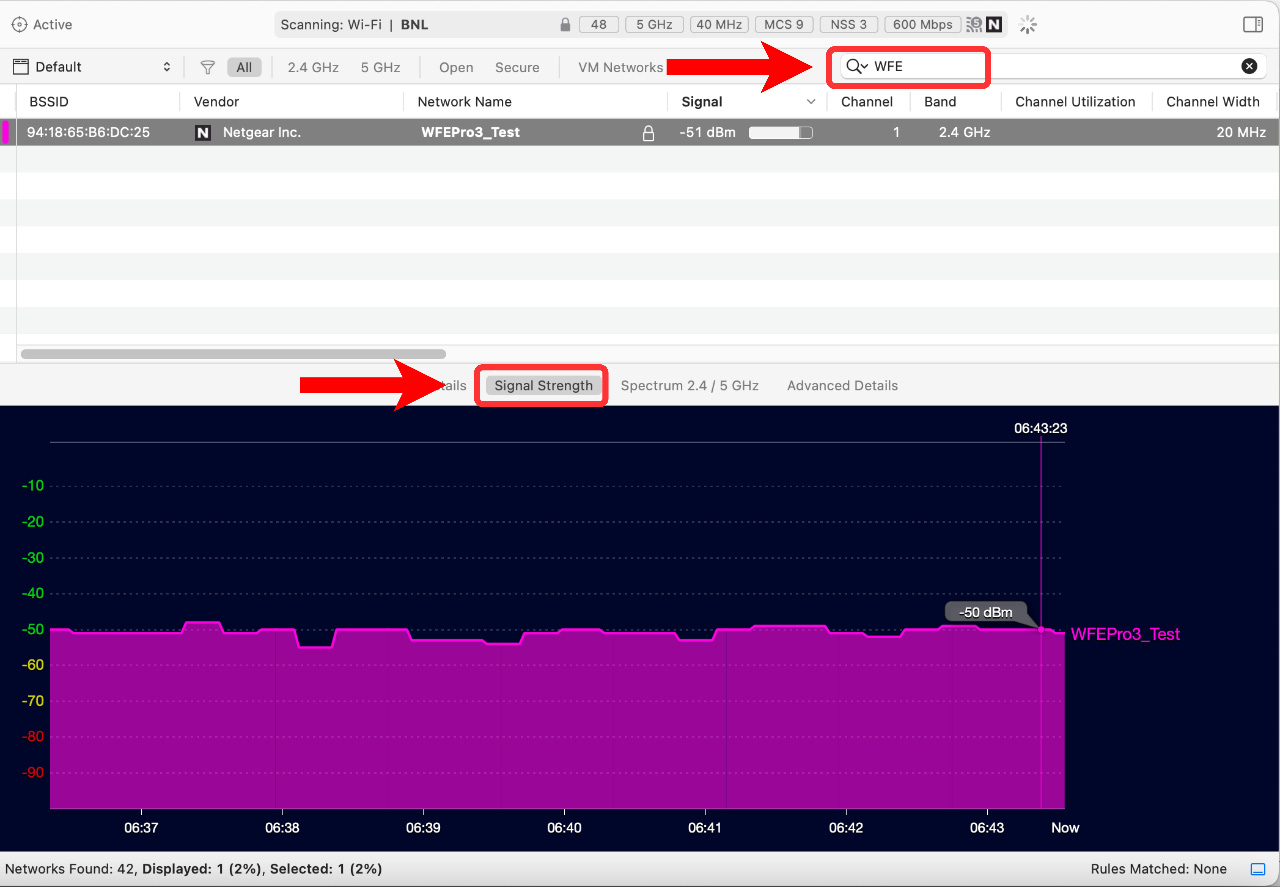 Active
Scanning: Wi-Fi | BNL
48
5 GHz
40 MHz
MCS 9
NSS 3
600 Mbps
N
Default
All
2.4 GHz
5 GHz
Open
Secure
VM Networks
WFE
BSSID
Vendor
Network Name
Signal
Channel
Band
Channel Utilization
Channel Width
94:18:65:B6:DC:25
N
Netgear Inc.
WFEPro3_Test
-51 dBm
1
2.4 GHz
20 MHz
tails
Signal Strength
Spectrum 2.4 / 5 GHz
Advanced Details
06:43:23
-10
-20
-30
-40
-50
-60
-70
-80
-90
-50 dBm
WFEPro3_Test
06:37
06:38
06:39
06:40
06:41
06:42
06:43
Now
Networks Found: 42, Displayed: 1 (2%), Selected: 1 (2%)
Rules Matched: None